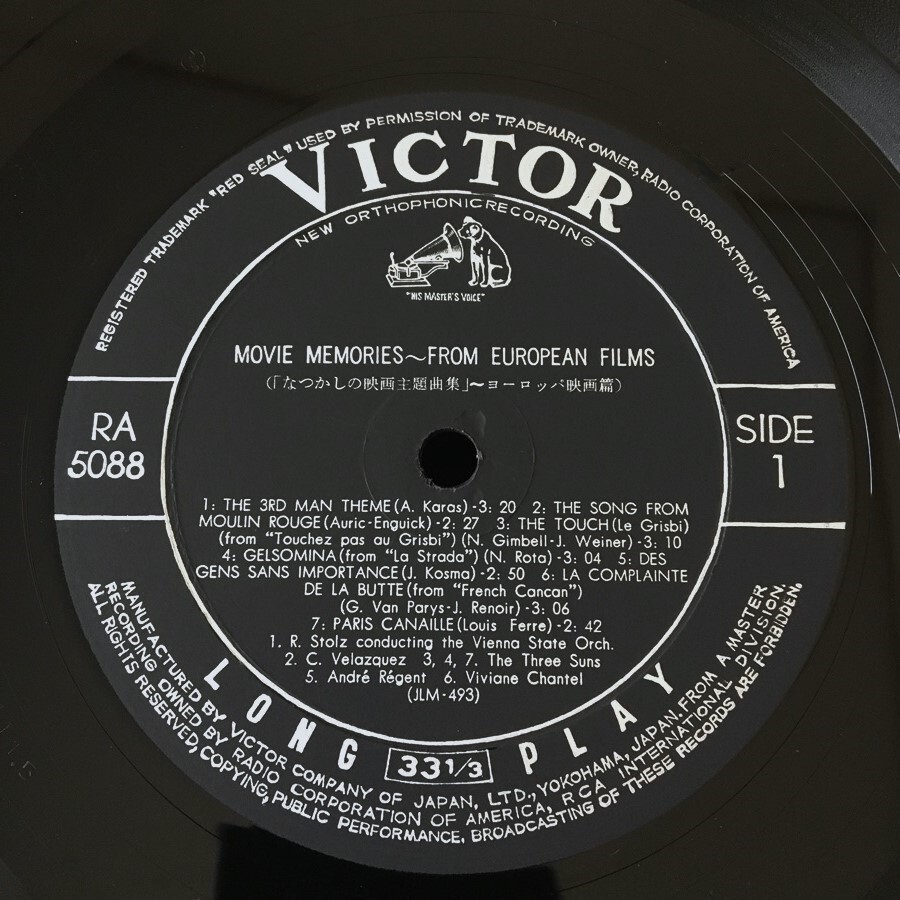 REGISTERED TRADEMARK "RED SEAL" USED BY PERMISSION OF TRADEMARK OWNER, RADIO CORPORATION OF AMERICA
VICTOR
NEW ORTHOPHONIC RECORDING
"HIS MASTER'S VOICE"
MOVIE MEMORIES～FROM EUROPEAN FILMS
(「なつかしの映画主題曲集」～ヨーロッパ映画篇)
RA
5088
SIDE
1
1: THE 3RD MAN THEME (A. Karas) - 3: 20 2: THE SONG FROM
MOULIN ROUGE (Auric-Enguick) - 2: 27 3: THE TOUCH (Le Grisbi)
(from "Touchez pas au Grisbi") (N. Gimbell-J. Weiner) - 3: 10
4: GELSOMINA (from "La Strada") (N. Rota) - 3: 04 5: DES
GENS SANS IMPORTANCE (J. Kosma) - 2: 50 6: LA COMPLAINTE
DE LA BUTTE (from "French Cancan")
(G. Van Parys-J. Renoir) - 3: 06
7: PARIS CANAILLE (Louis Ferre) - 2: 42
1. R. Stolz conducting the Vienna State Orch.
2. C. Velazquez 3, 4, 7. The Three Suns
5. André Régent 6. Viviane Chantel
(JLM-493)
LONG 33 1/3 PLAY
MANUFACTURED BY VICTOR COMPANY OF JAPAN, LTD., YOKOHAMA, JAPAN. FROM A MASTER
RECORDING OWNED BY RADIO CORPORATION OF AMERICA, RCA INTERNATIONAL DIVISION.
ALL RIGHTS RESERVED, COPYING, PUBLIC PERFORMANCE, BROADCASTING OF THESE RECORDS ARE FORBIDDEN.